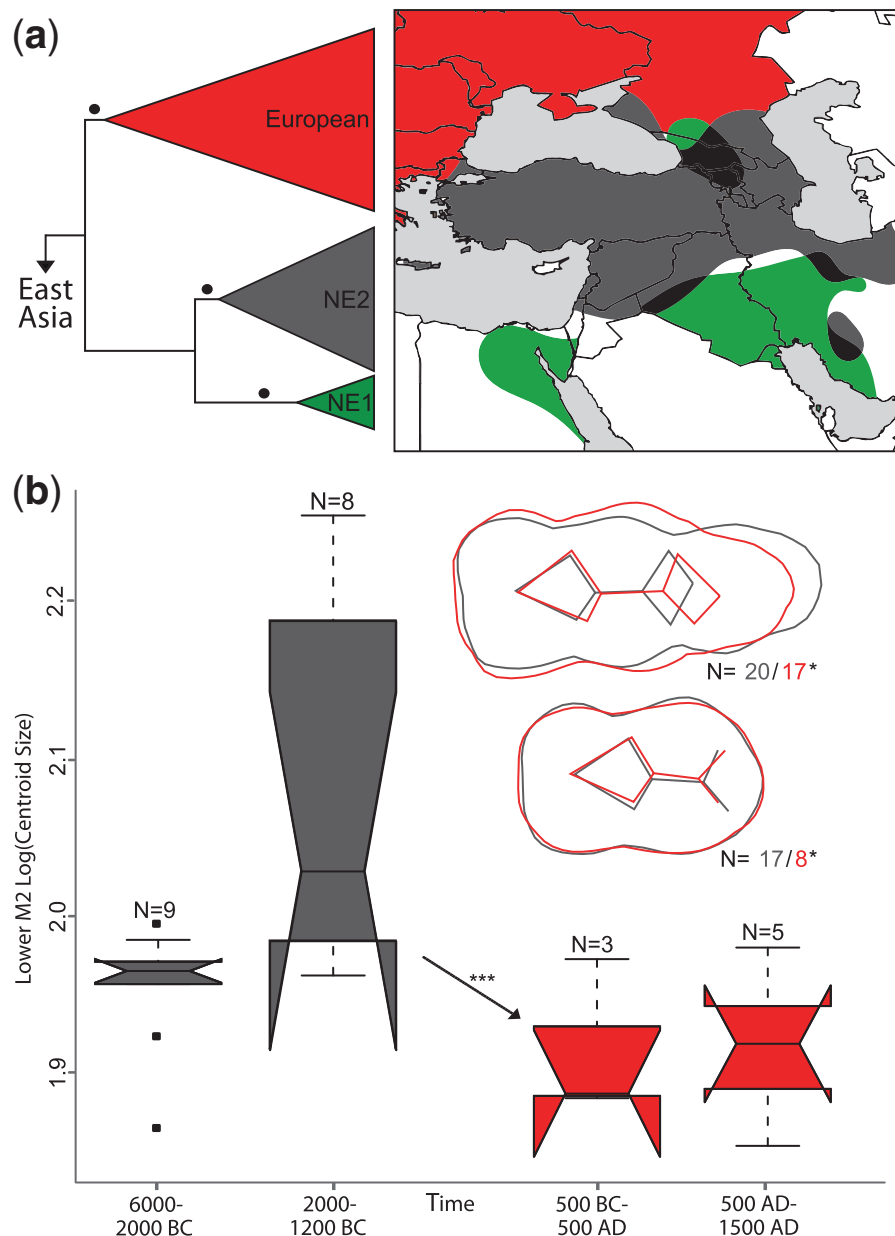 (a)
European
NE2
NE1
East
Asia
(b)
Lower M2 Log(Centroid Size)
2.2
2.1
2.0
1.9
N=9
N=8
N= 20/17*
N= 17/8*
***
N=3
N=5
6000-
2000 BC
2000-
1200 BC
Time
500 BC-
500 AD
500 AD-
1500 AD